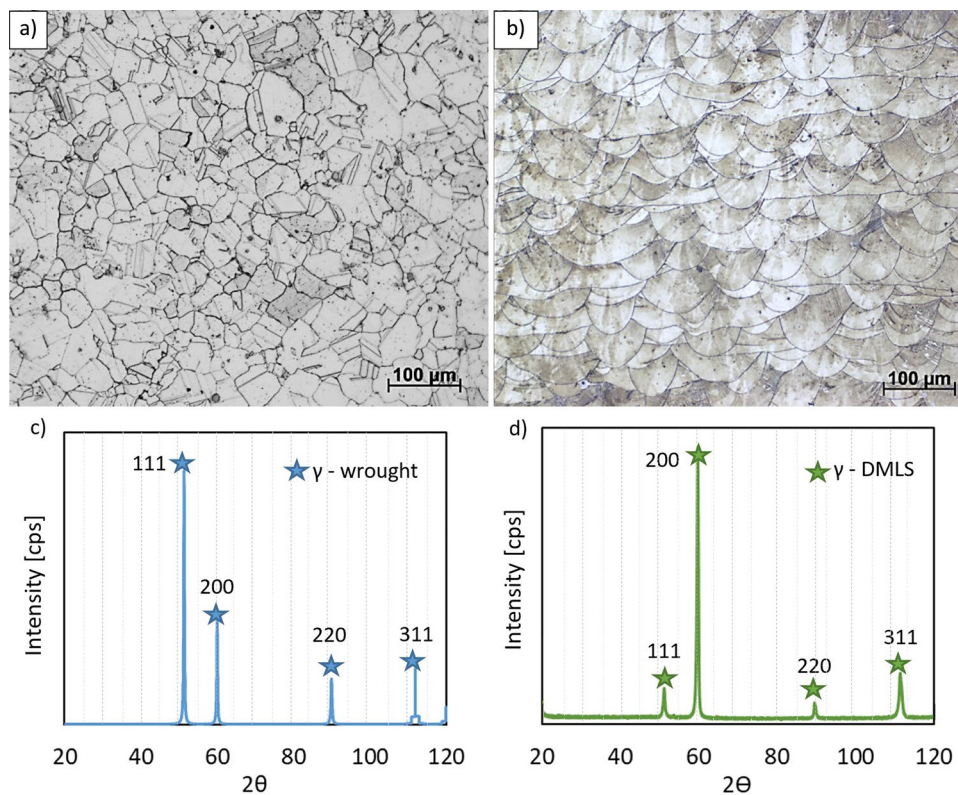 a)
b)
100 µm
100 µm
c)
d)
111
★ γ - wrought
200
220
311
Intensity [cps]
20 40 60 80 100 120
2θ
200
★ γ - DMLS
111
220
311
Intensity [cps]
20 40 60 80 100 120
2Θ